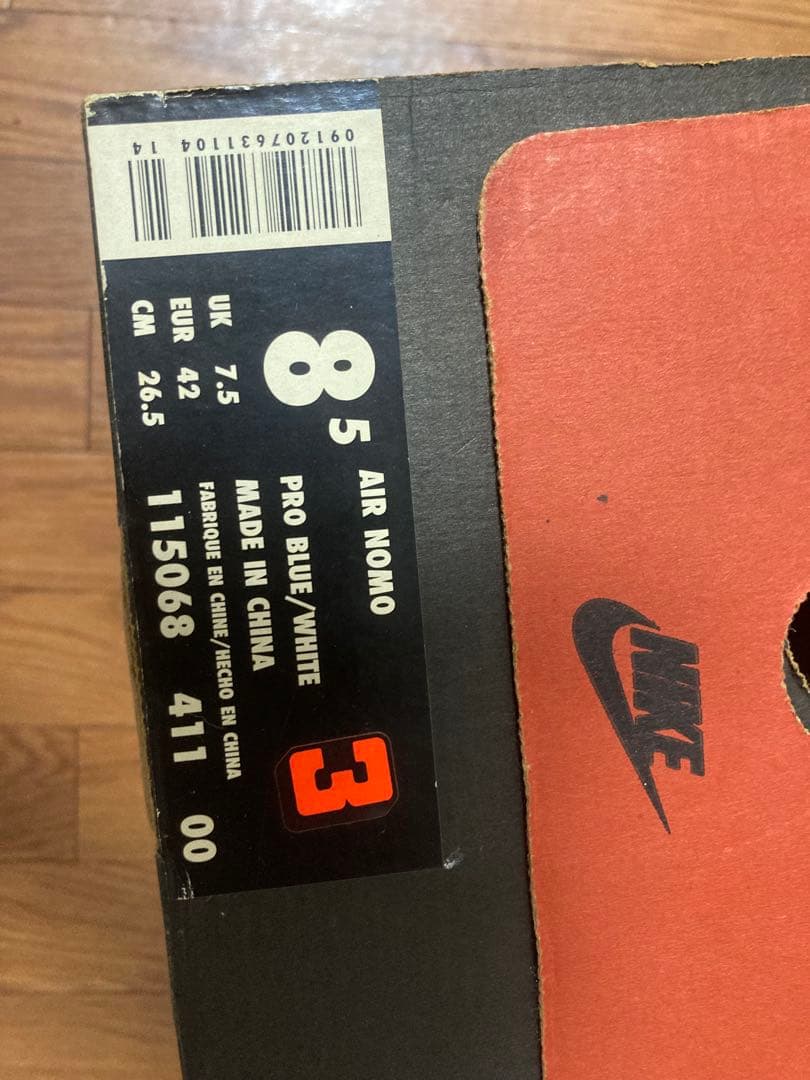 8 5 AIR NOMO
UK 7.5 PRO BLUE/WHITE
EUR 42 MADE IN CHINA
CM 26.5 FABRIQUE EN CHINE/HECHO EN CHINA
115068 411 00
3
091207631104 14
NIKE